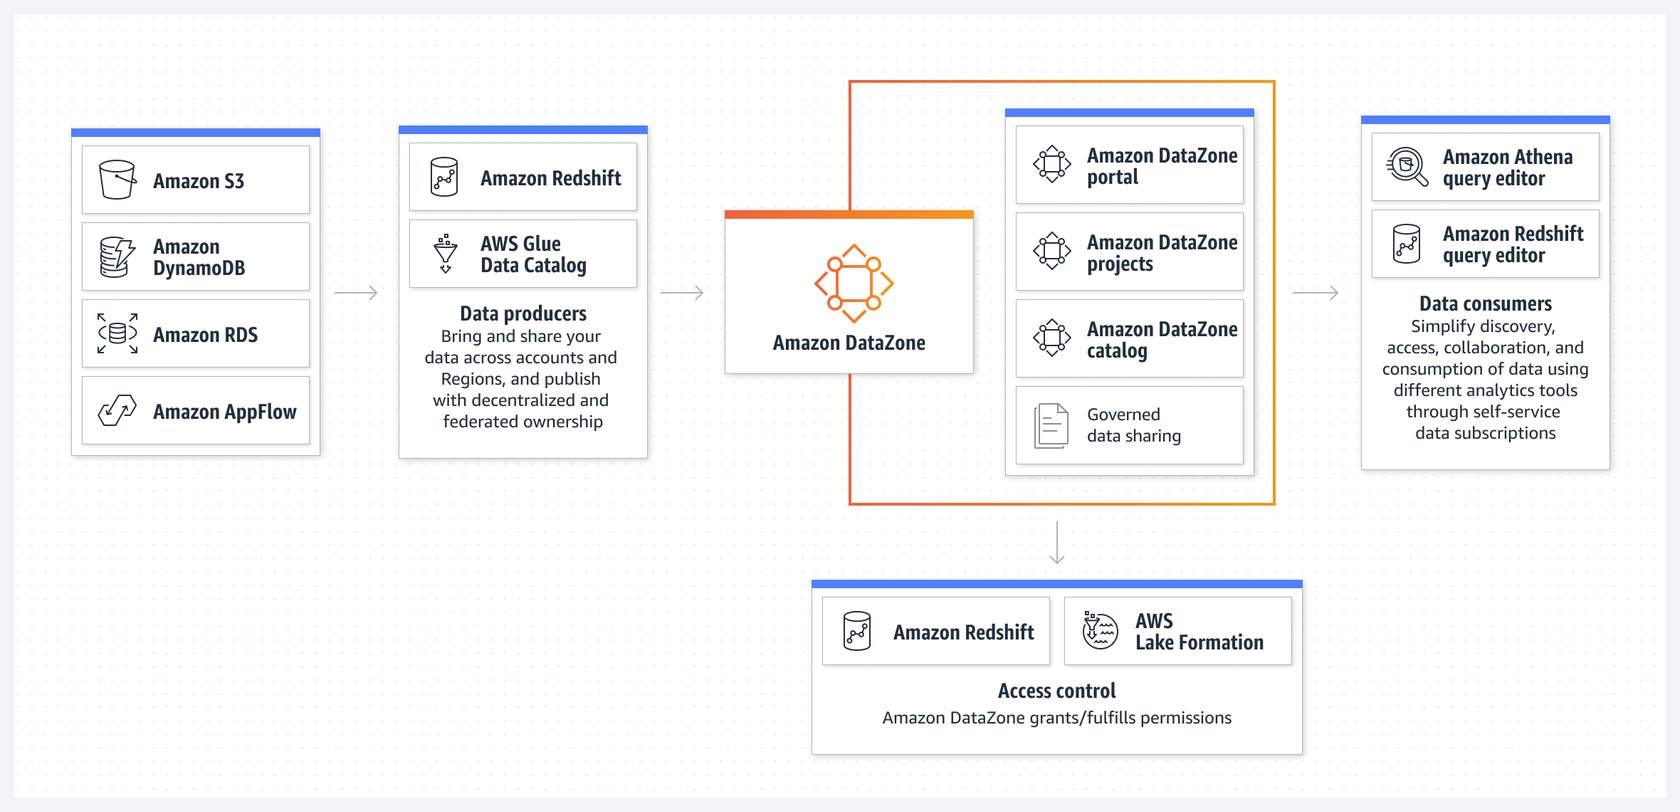 Amazon S3
Amazon
DynamoDB
Amazon RDS
Amazon AppFlow
Amazon Redshift
AWS Glue
Data Catalog
Data producers
Bring and share your
data across accounts and
Regions, and publish
with decentralized and
federated ownership
Amazon DataZone
Amazon DataZone
portal
Amazon DataZone
projects
Amazon DataZone
catalog
Governed
data sharing
Amazon Athena
query editor
Amazon Redshift
query editor
Data consumers
Simplify discovery,
access, collaboration, and
consumption of data using
different analytics tools
through self-service
data subscriptions
Amazon Redshift
AWS
Lake Formation
Access control
Amazon DataZone grants/fulfills permissions